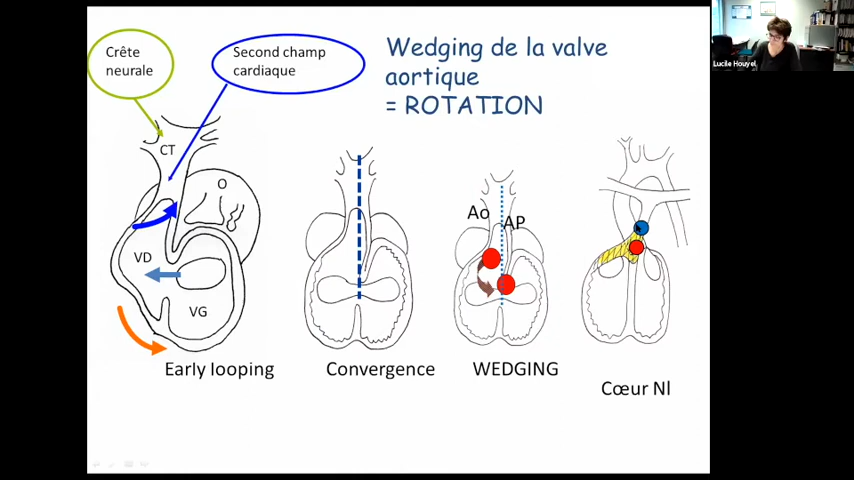 Crête
neurale
Second champ
cardiaque
Wedging de la valve
aortique
= ROTATION
Lucile Houyel
CT
O
VD
VG
Ao
AP
Early looping
Convergence
WEDGING
Cœur Nl